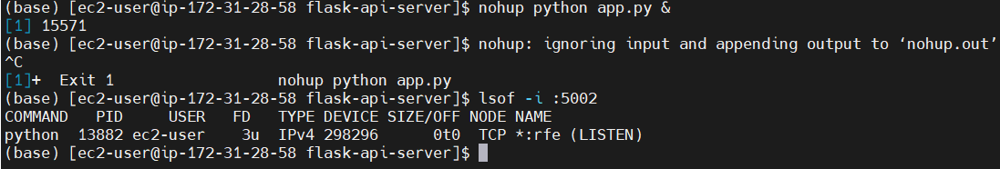 (base) [ec2-user@ip-172-31-28-58 flask-api-server]$ nohup python app.py &
[1] 15571
(base) [ec2-user@ip-172-31-28-58 flask-api-server]$ nohup: ignoring input and appending output to ‘nohup.out’
^C
[1]+  Exit 1                  nohup python app.py
(base) [ec2-user@ip-172-31-28-58 flask-api-server]$ lsof -i :5002
COMMAND   PID     USER   FD   TYPE DEVICE SIZE/OFF NODE NAME
python  13882 ec2-user    3u  IPv4 298296      0t0  TCP *:rfe (LISTEN)
(base) [ec2-user@ip-172-31-28-58 flask-api-server]$